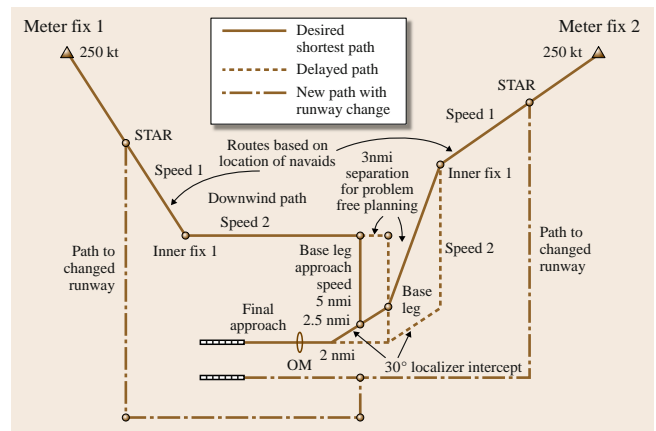 Meter fix 1
250 kt
Desired
shortest path
Delayed path
New path with
runway change
Meter fix 2
250 kt
STAR
STAR
Speed 1
Speed 1
Routes based on
location of navaids
3nmi
separation
for problem
free planning
Inner fix 1
Downwind path
Speed 2
Inner fix 1
Path to
changed
runway
Base leg
approach
speed
5 nmi
2.5 nmi
Speed 2
Path to
changed
runway
Base
leg
Final
approach
OM
2 nmi
30° localizer intercept